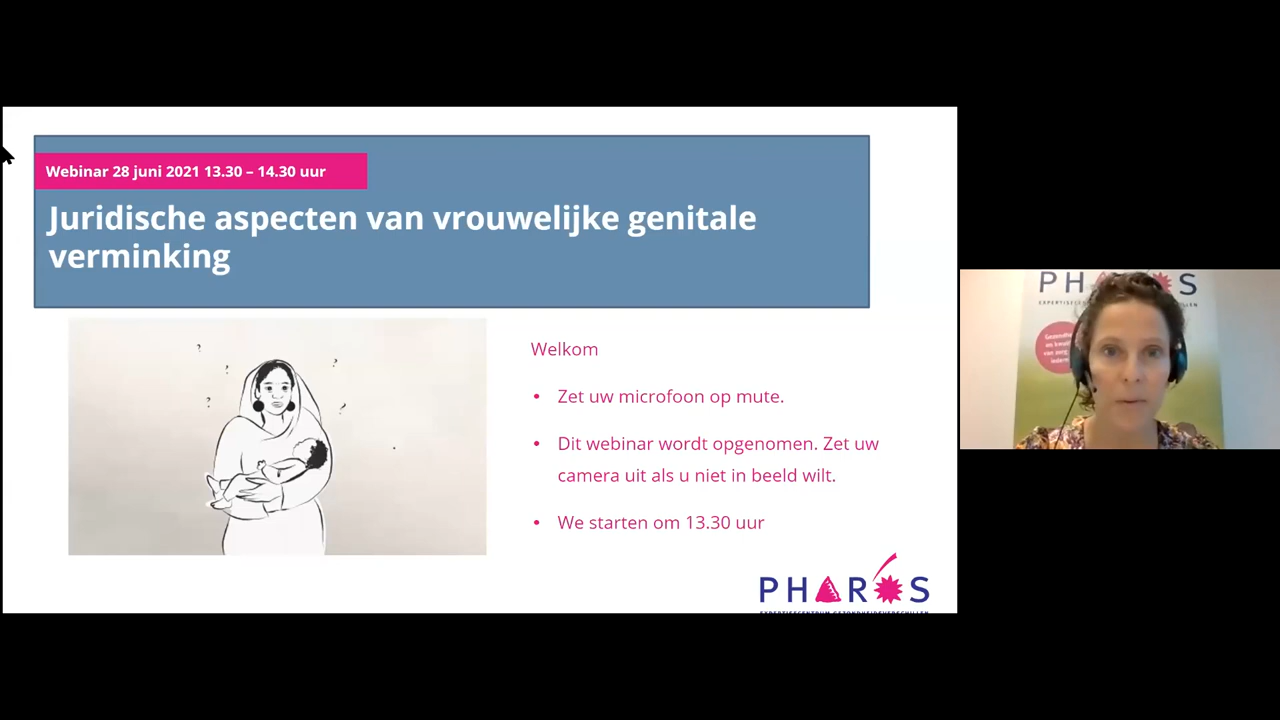 Webinar 28 juni 2021 13.30 – 14.30 uur
Juridische aspecten van vrouwelijke genitale
verminking
Welkom
• Zet uw microfoon op mute.
• Dit webinar wordt opgenomen. Zet uw
camera uit als u niet in beeld wilt.
• We starten om 13.30 uur
PHAROS
EXPERTISECENTRUM GEZONDHEIDSVERSCHILLEN